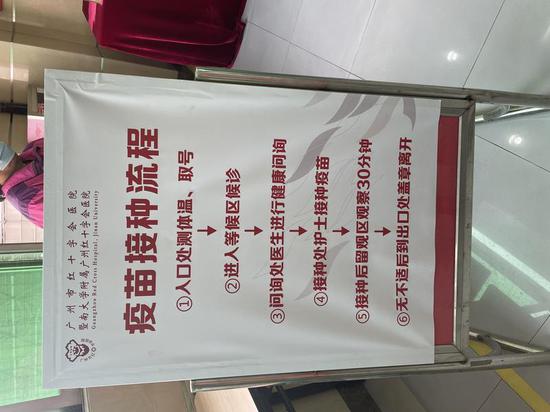 广州市红十字会医院
暨南大学附属广州红十字会医院
Guangzhou Red Cross Hospital, Jinan University
疫苗接种流程
①入口处测体温、取号
②进入等候区候诊
③问询处医生进行健康问询
④接种处护士接种疫苗
⑤接种后留观区观察30分钟
⑥无不适后到出口处盖章离开